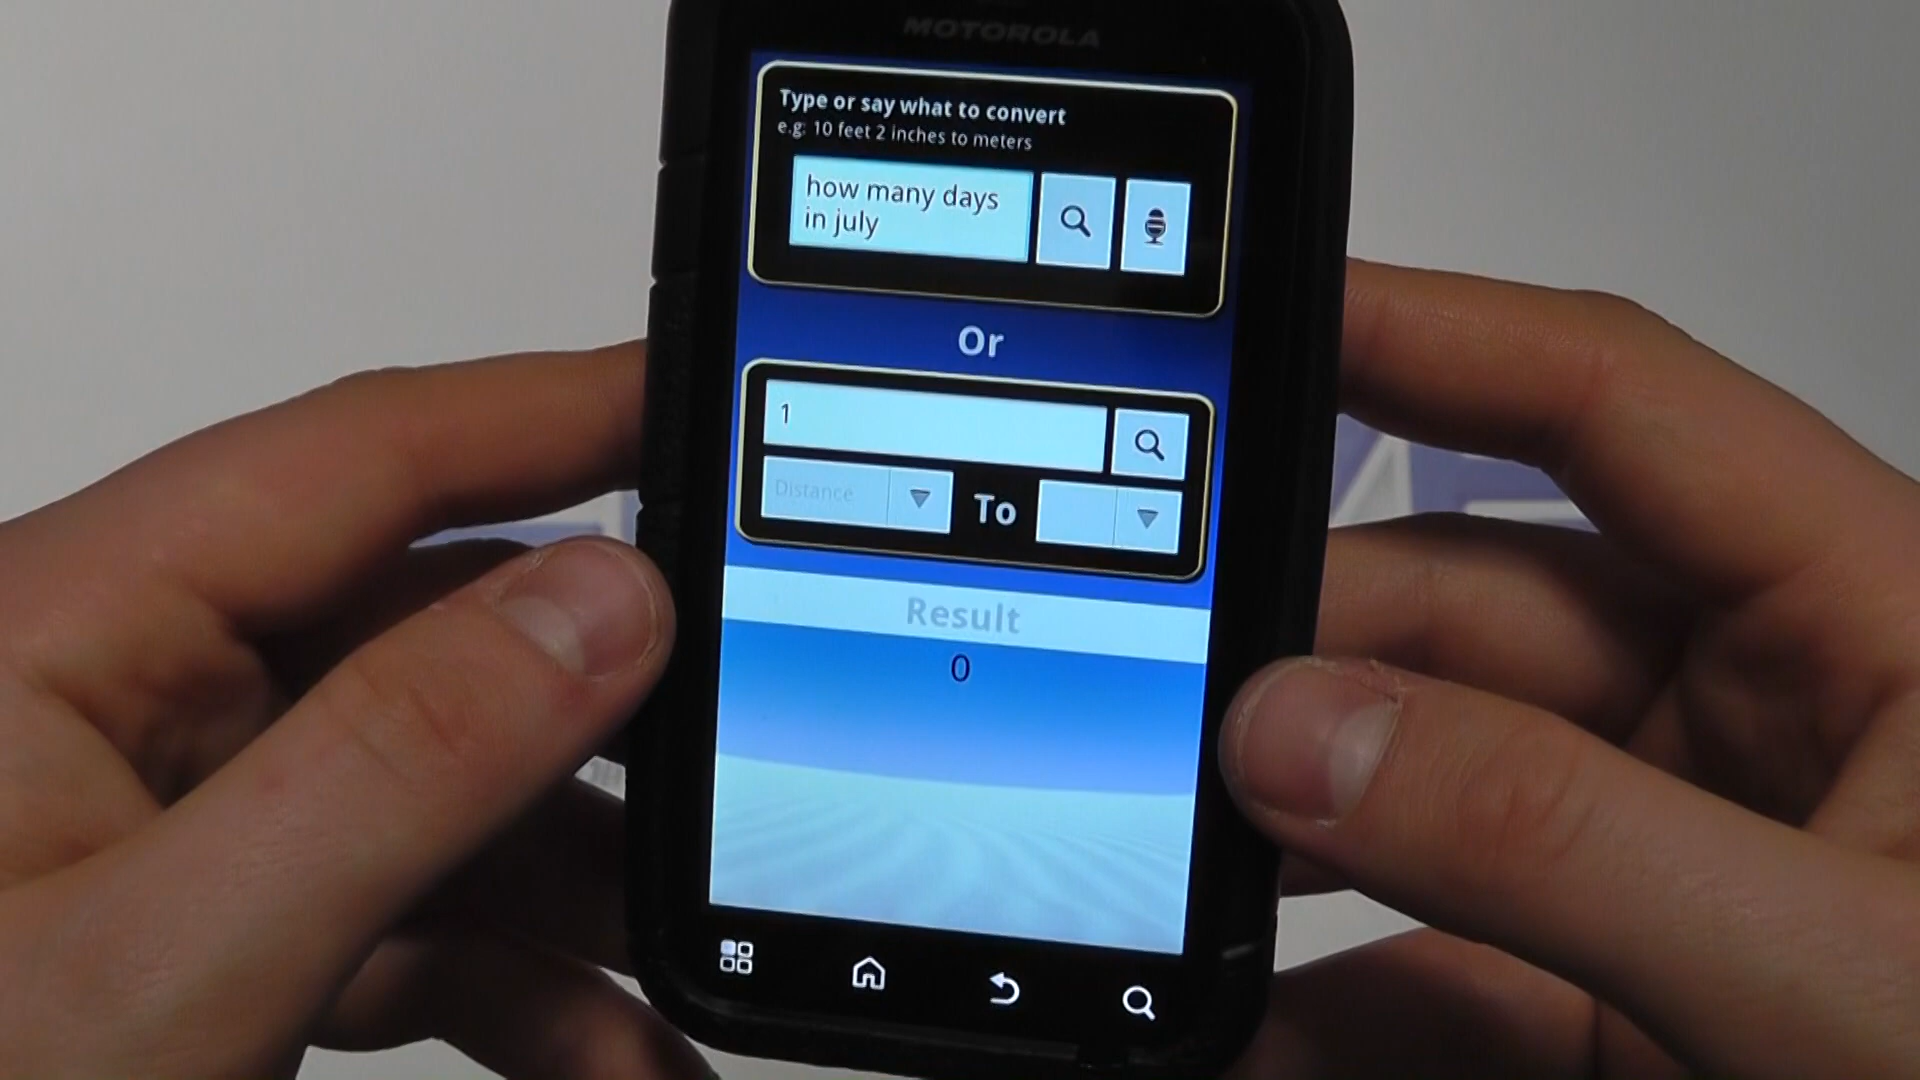 MOTOROLA
Type or say what to convert
e.g: 10 feet 2 inches to meters
how many days
in july
Or
1
Distance
To
Result
0